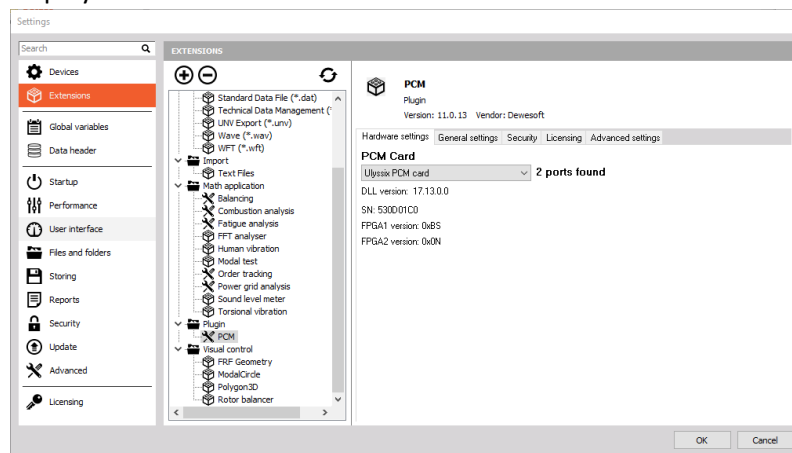 Settings
Search
Devices
Extensions
Global variables
Data header
Startup
Performance
User interface
Files and folders
Storing
Reports
Security
Update
Advanced
Licensing
EXTENSIONS
Standard Data File (*.dat)
Technical Data Management (
UNV Export (*.unv)
Wave (*.wav)
WFT (*.wft)
Import
Text Files
Math application
Balancing
Combustion analysis
Fatigue analysis
FFT analyser
Human vibration
Modal test
Order tracking
Power grid analysis
Sound level meter
Torsional vibration
Plugin
PCM
Visual control
FRF Geometry
ModalCircle
Polygon3D
Rotor balancer
PCM
Plugin
Version: 11.0.13 Vendor: Dewesoft
Hardware settings General settings Security Licensing Advanced settings
PCM Card
Ulyssix PCM card 2 ports found
DLL version: 17.13.0.0
SN: 530D01C0
FPGA1 version: 0xBS
FPGA2 version: 0x0N
OK Cancel